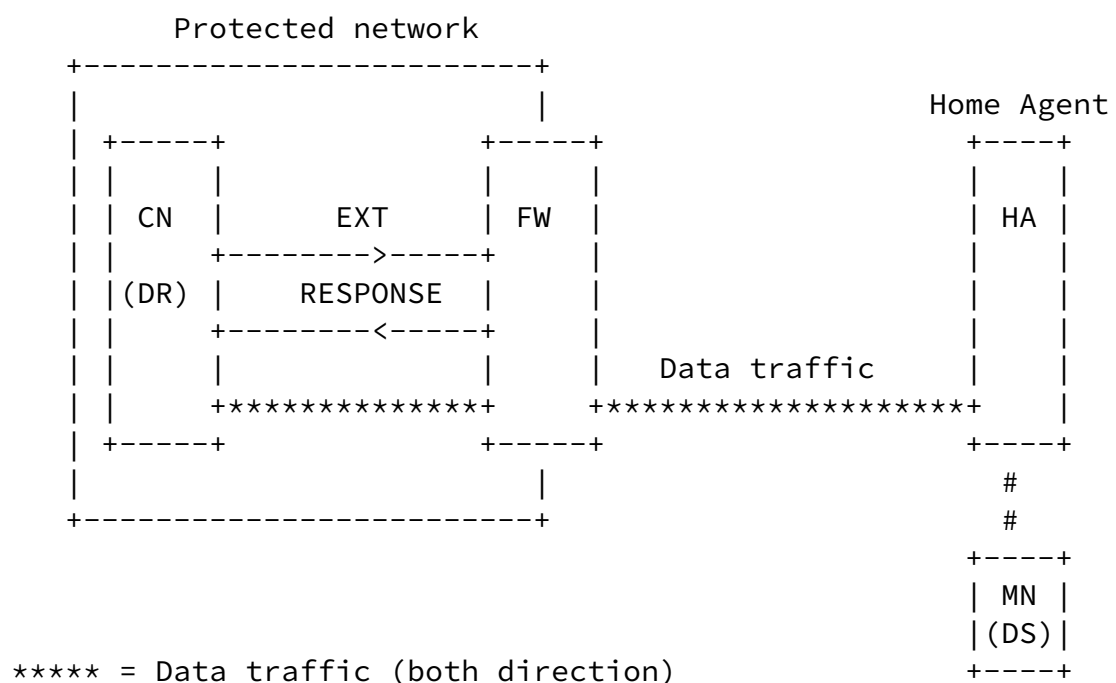 Protected network
Home Agent
CN EXT FW HA
(DR) RESPONSE
Data traffic
#
#
MN
(DS)
***** = Data traffic (both direction)